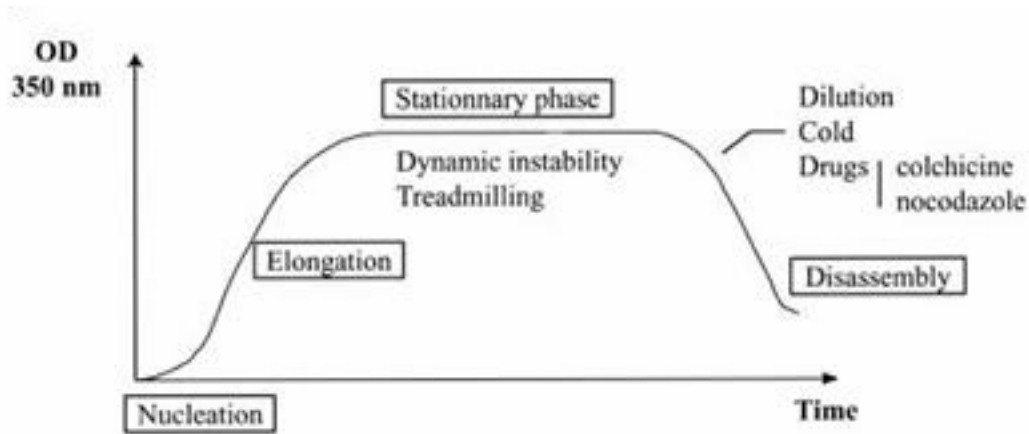 OD
350 nm
Stationnary phase
Dynamic instability
Treadmilling
Dilution
Cold
Drugs
colchicine
nocodazole
Elongation
Disassembly
Nucleation
Time